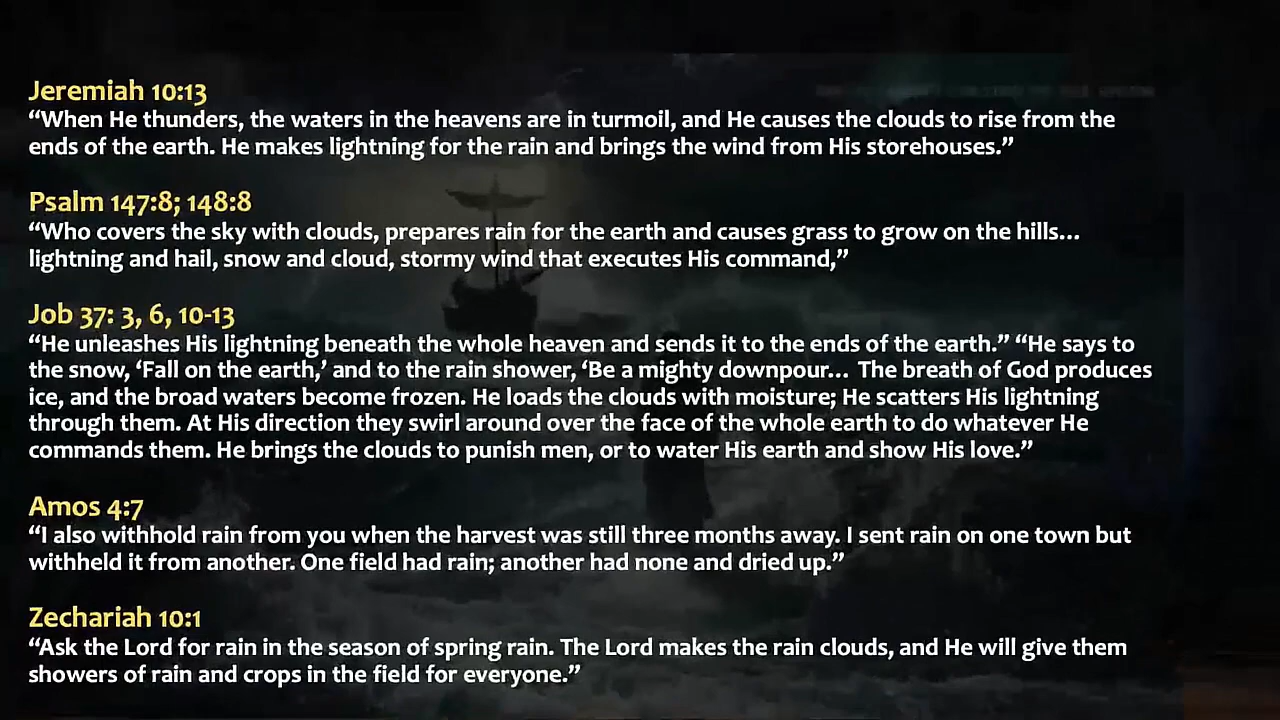 Jeremiah 10:13
“When He thunders, the waters in the heavens are in turmoil, and He causes the clouds to rise from the
ends of the earth. He makes lightning for the rain and brings the wind from His storehouses.”
Psalm 147:8; 148:8
“Who covers the sky with clouds, prepares rain for the earth and causes grass to grow on the hills…
lightning and hail, snow and cloud, stormy wind that executes His command,”
Job 37: 3, 6, 10-13
“He unleashes His lightning beneath the whole heaven and sends it to the ends of the earth.” “He says to
the snow, ‘Fall on the earth,’ and to the rain shower, ‘Be a mighty downpour… The breath of God produces
ice, and the broad waters become frozen. He loads the clouds with moisture; He scatters His lightning
through them. At His direction they swirl around over the face of the whole earth to do whatever He
commands them. He brings the clouds to punish men, or to water His earth and show His love.”
Amos 4:7
“I also withhold rain from you when the harvest was still three months away. I sent rain on one town but
withheld it from another. One field had rain; another had none and dried up.”
Zechariah 10:1
“Ask the Lord for rain in the season of spring rain. The Lord makes the rain clouds, and He will give them
showers of rain and crops in the field for everyone.”